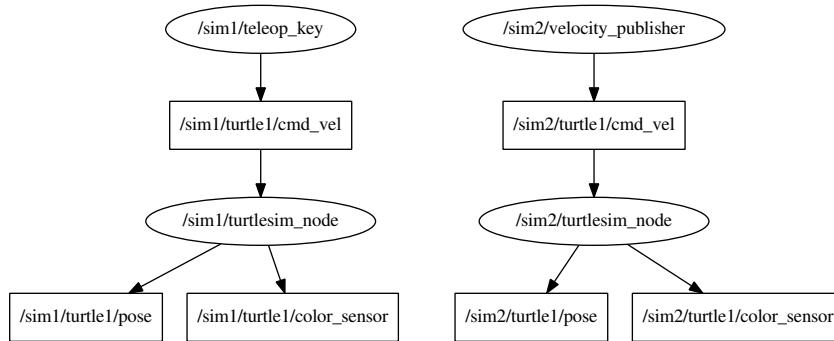 /sim1/teleop_key
/sim2/velocity_publisher
/sim1/turtle1/cmd_vel
/sim2/turtle1/cmd_vel
/sim1/turtlesim_node
/sim2/turtlesim_node
/sim1/turtle1/pose
/sim1/turtle1/color_sensor
/sim2/turtle1/pose
/sim2/turtle1/color_sensor